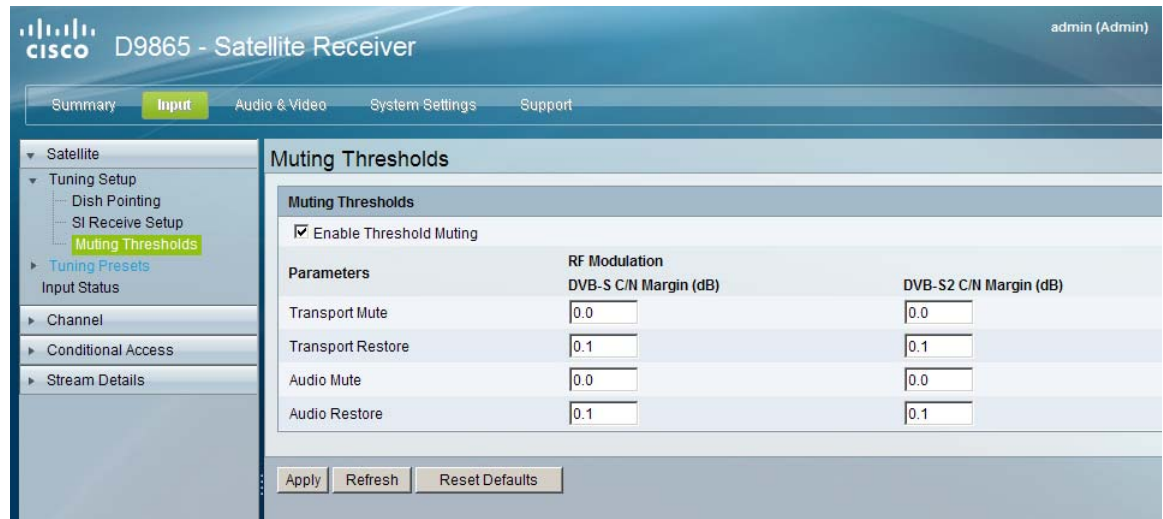 CISCO D9865 - Satellite Receiver
admin (Admin)
Summary Input Audio & Video System Settings Support
Satellite
Tuning Setup
Dish Pointing
SI Receive Setup
Muting Thresholds
Tuning Presets
Input Status
Channel
Conditional Access
Stream Details
Muting Thresholds
Muting Thresholds
Enable Threshold Muting
Parameters
RF Modulation
DVB-S C/N Margin (dB) DVB-S2 C/N Margin (dB)
Transport Mute 0.0 0.0
Transport Restore 0.1 0.1
Audio Mute 0.0 0.0
Audio Restore 0.1 0.1
Apply Refresh Reset Defaults